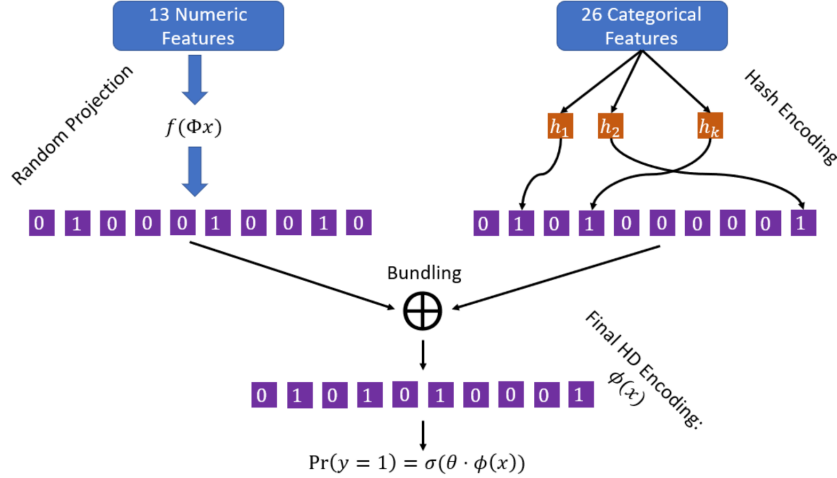 13 Numeric
Features
26 Categorical
Features
Random Projection
Hash Encoding
f(Φx)
h₁ h₂ hₖ
0 1 0 0 0 1 0 0 1 0
0 1 0 1 0 0 0 0 0 1
Bundling
Final HD Encoding:
ϕ(x)
0 1 0 1 0 1 0 0 0 1
Pr(y = 1) = σ(θ · ϕ(x))